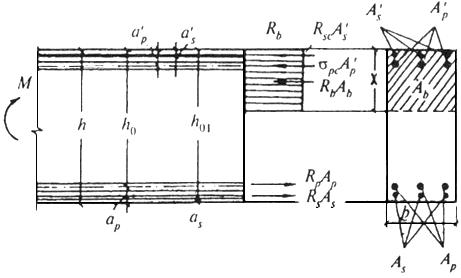 a'p a's Rb RscA's A's A'p
σpcA'p
RbAb
x
Ab
M
h h0 h01
RpAp
RsAs
ap as
b
As Ap